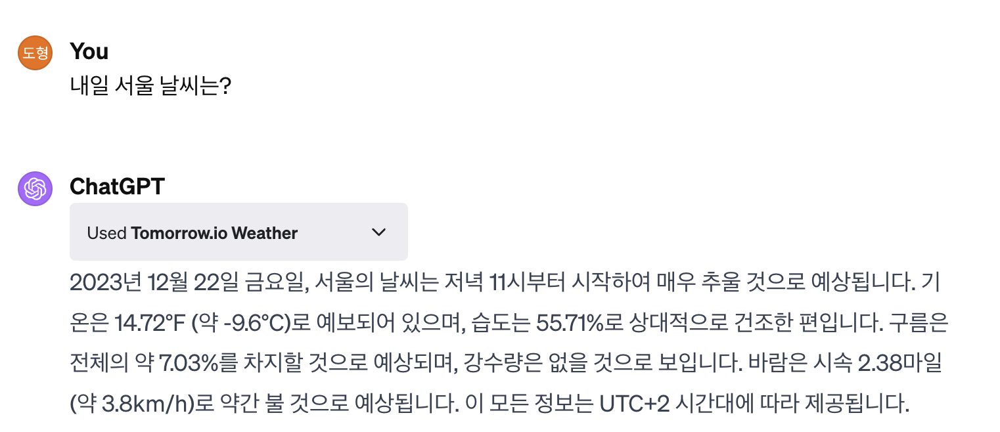 도형
You
내일 서울 날씨는?
ChatGPT
Used Tomorrow.io Weather
2023년 12월 22일 금요일, 서울의 날씨는 저녁 11시부터 시작하여 매우 추울 것으로 예상됩니다. 기
온은 14.72°F (약 -9.6°C)로 예보되어 있으며, 습도는 55.71%로 상대적으로 건조한 편입니다. 구름은
전체의 약 7.03%를 차지할 것으로 예상되며, 강수량은 없을 것으로 보입니다. 바람은 시속 2.38마일
(약 3.8km/h)로 약간 불 것으로 예상됩니다. 이 모든 정보는 UTC+2 시간대에 따라 제공됩니다.